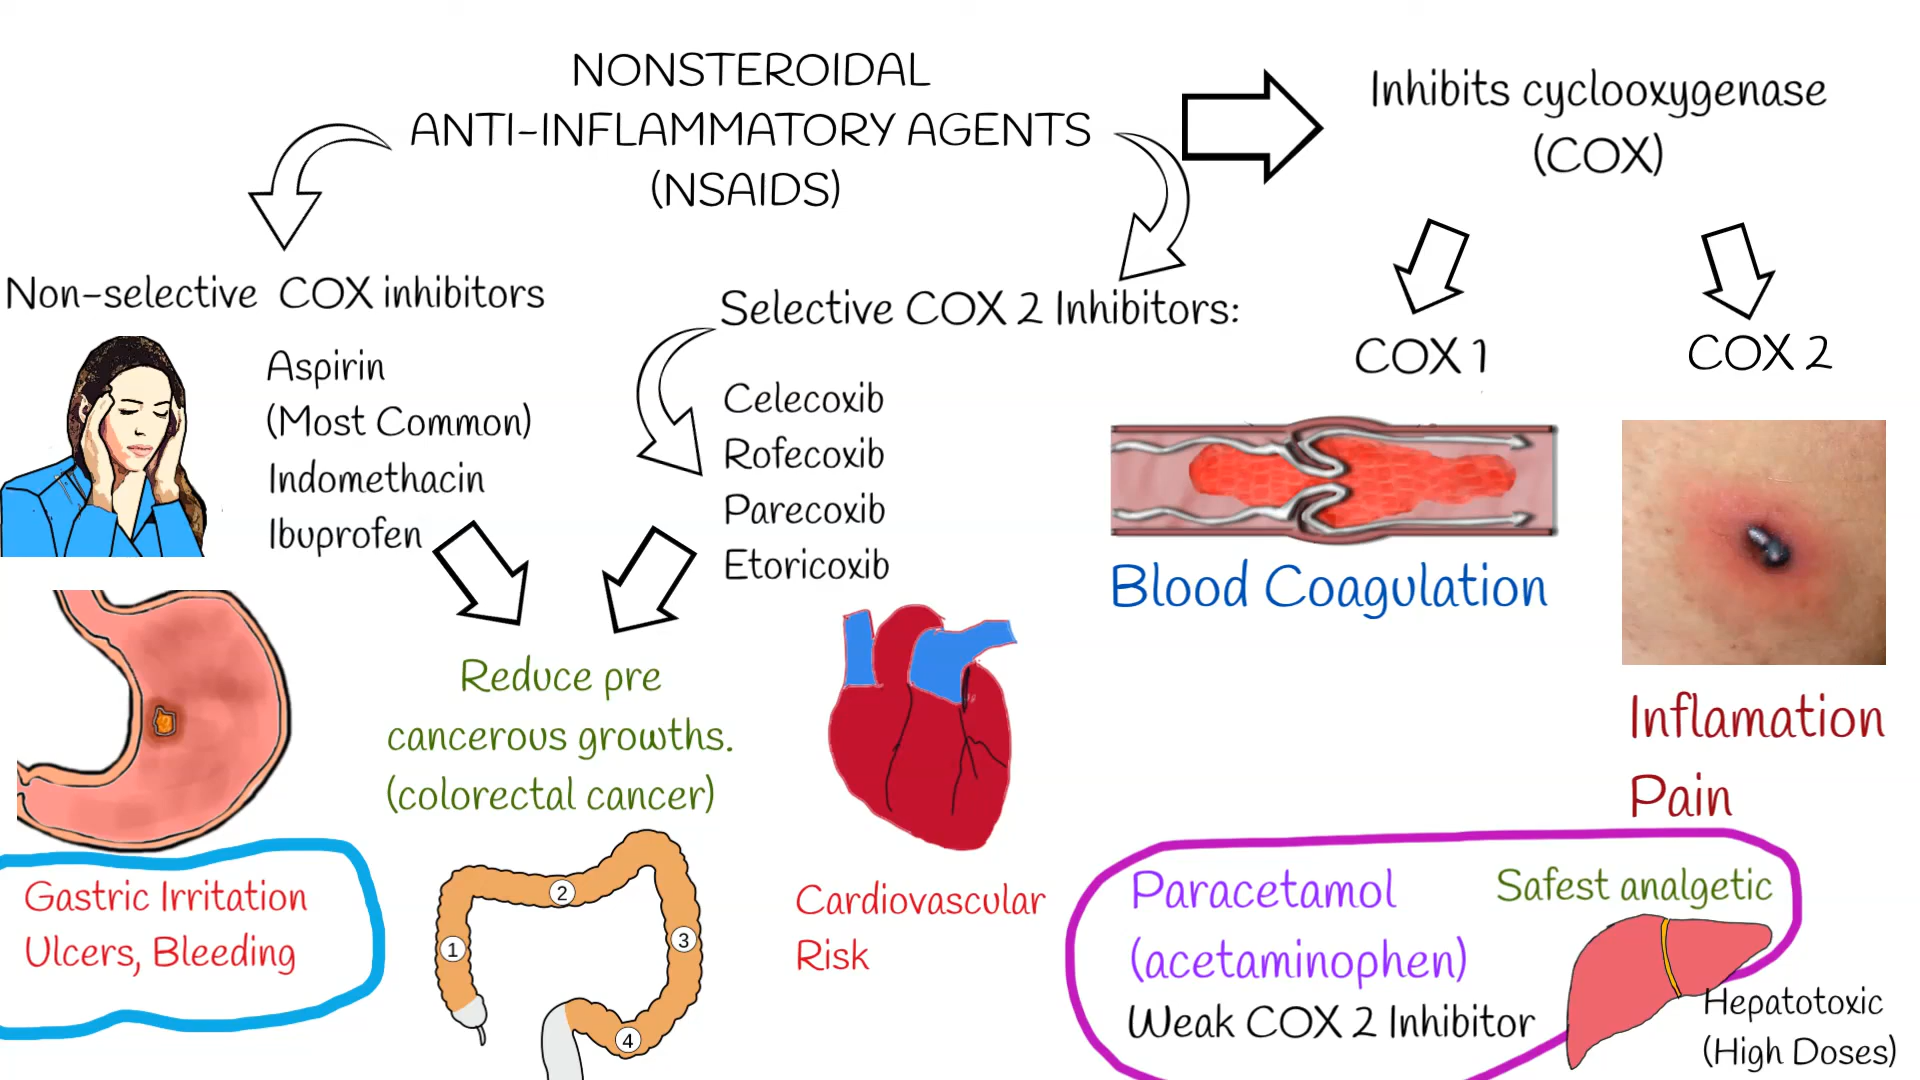 NONSTEROIDAL
ANTI-INFLAMMATORY AGENTS
(NSAIDS)
Inhibits cyclooxygenase
(COX)
Non-selective COX inhibitors
Aspirin
(Most Common)
Indomethacin
Ibuprofen
Selective COX 2 Inhibitors:
Celecoxib
Rofecoxib
Parecoxib
Etoricoxib
COX 1
COX 2
Blood Coagulation
Inflamation
Pain
Reduce pre
cancerous growths.
(colorectal cancer)
Gastric Irritation
Ulcers, Bleeding
1
2
3
4
Cardiovascular
Risk
Paracetamol
(acetaminophen)
Weak COX 2 Inhibitor
Safest analgetic
Hepatotoxic
(High Doses)